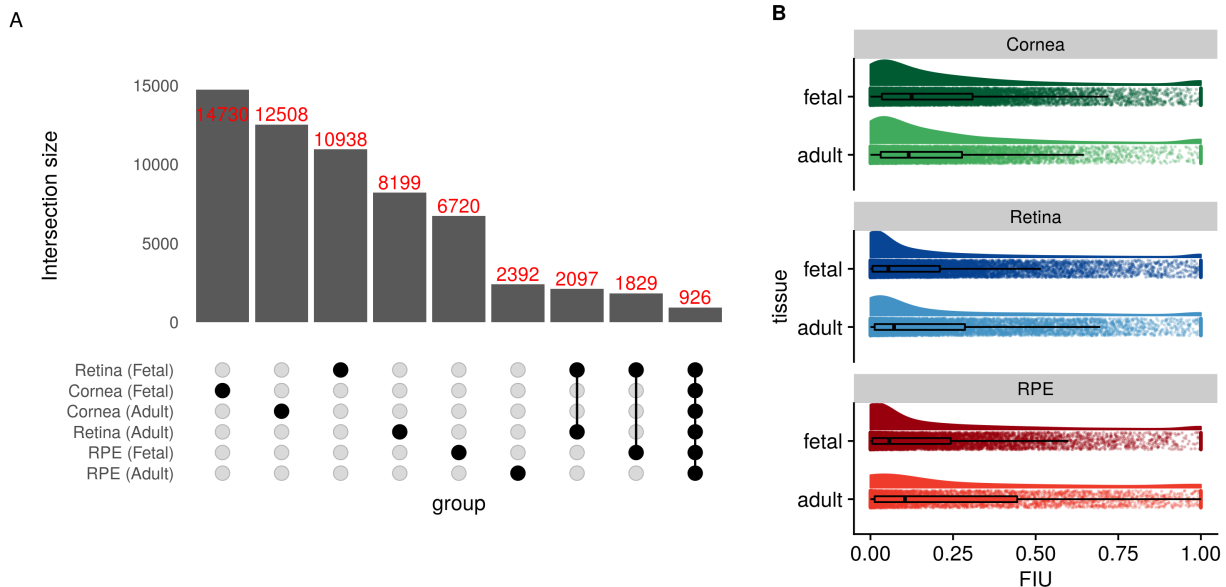 A
15000
10000
5000
0
Intersection size
14730
12508
10938
8199
6720
2392
2097
1829
926
Retina (Fetal)
Cornea (Fetal)
Cornea (Adult)
Retina (Adult)
RPE (Fetal)
RPE (Adult)
group
B
Cornea
fetal
adult
Retina
fetal
adult
RPE
fetal
adult
tissue
0.00 0.25 0.50 0.75 1.00
FIU